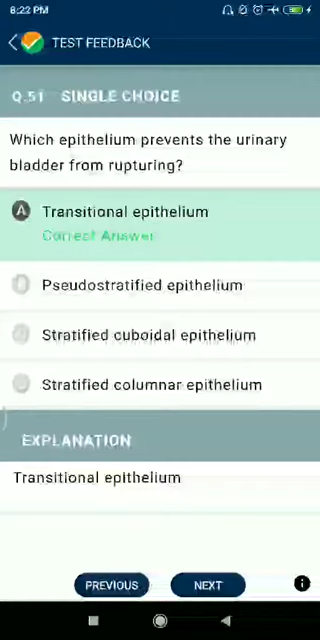 8:22 PM
TEST FEEDBACK
Q.51 SINGLE CHOICE
Which epithelium prevents the urinary
bladder from rupturing?
A Transitional epithelium
Correct Answer
Pseudostratified epithelium
Stratified cuboidal epithelium
Stratified columnar epithelium
EXPLANATION
Transitional epithelium
PREVIOUS NEXT